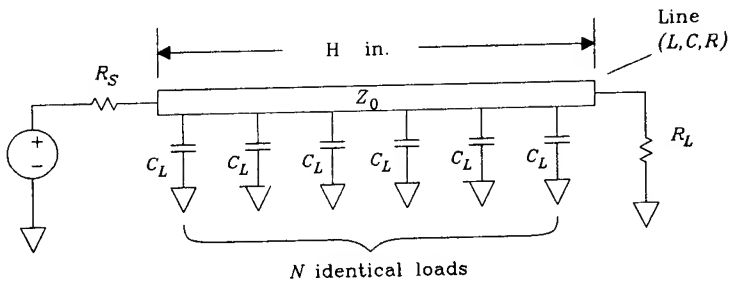 Line
(L,C,R)
H in.
R_S
Z_0
+
−
C_L
C_L
C_L
C_L
C_L
C_L
R_L
N identical loads